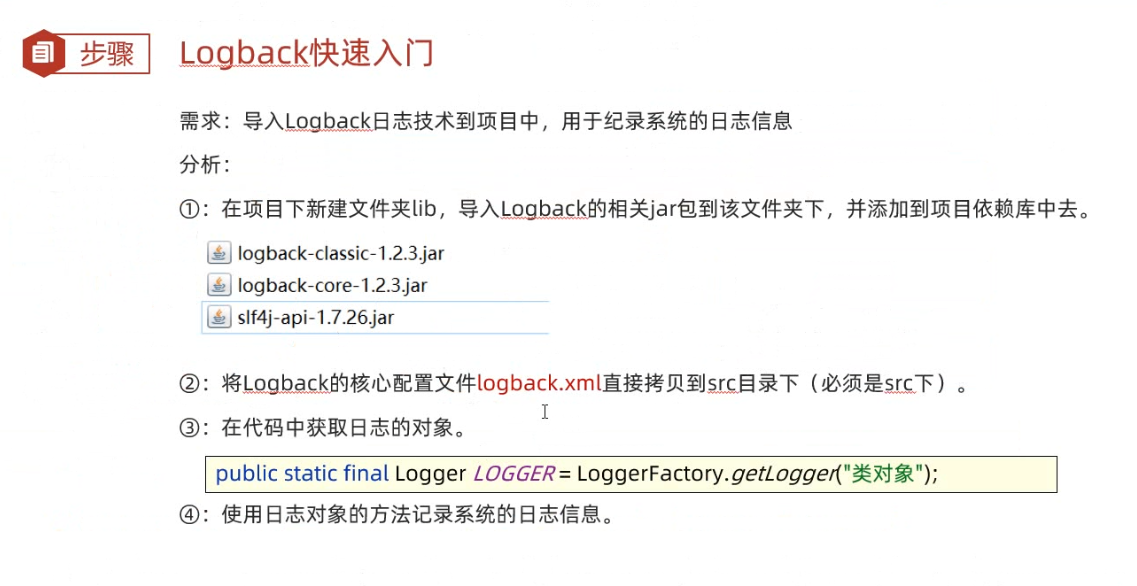 步骤
Logback快速入门
需求：导入Logback日志技术到项目中，用于纪录系统的日志信息
分析：
①：在项目下新建文件夹lib，导入Logback的相关jar包到该文件夹下，并添加到项目依赖库中去。
logback-classic-1.2.3.jar
logback-core-1.2.3.jar
slf4j-api-1.7.26.jar
②：将Logback的核心配置文件logback.xml直接拷贝到src目录下（必须是src下）。
③：在代码中获取日志的对象。
public static final Logger LOGGER = LoggerFactory.getLogger("类对象");
④：使用日志对象的方法记录系统的日志信息。